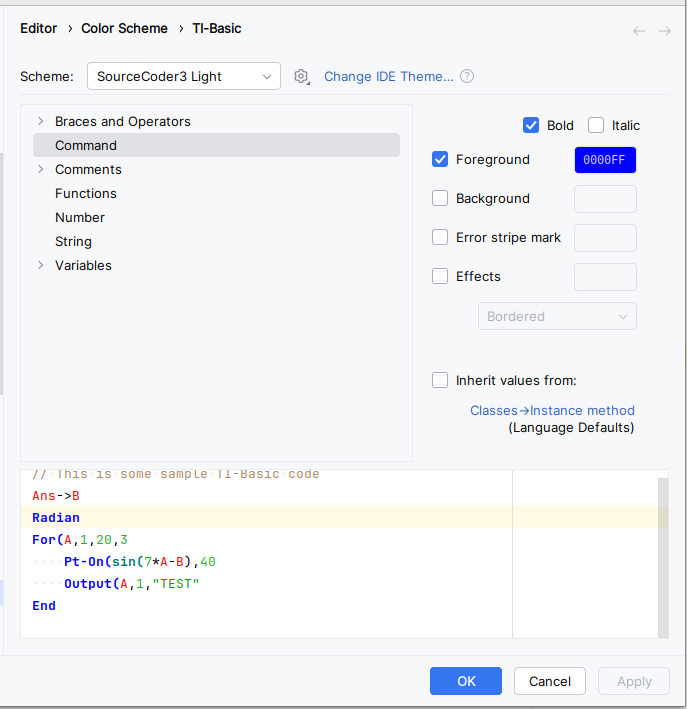 Editor › Color Scheme › TI-Basic
Scheme: SourceCoder3 Light Change IDE Theme... ?
Braces and Operators
Command
Comments
Functions
Number
String
Variables
Bold Italic
Foreground 0000FF
Background
Error stripe mark
Effects
Bordered
Inherit values from:
Classes→Instance method
(Language Defaults)
// This is some sample TI-Basic code
Ans->B
Radian
For(A,1,20,3
Pt-On(sin(7*A-B),40
Output(A,1,"TEST"
End
OK Cancel Apply